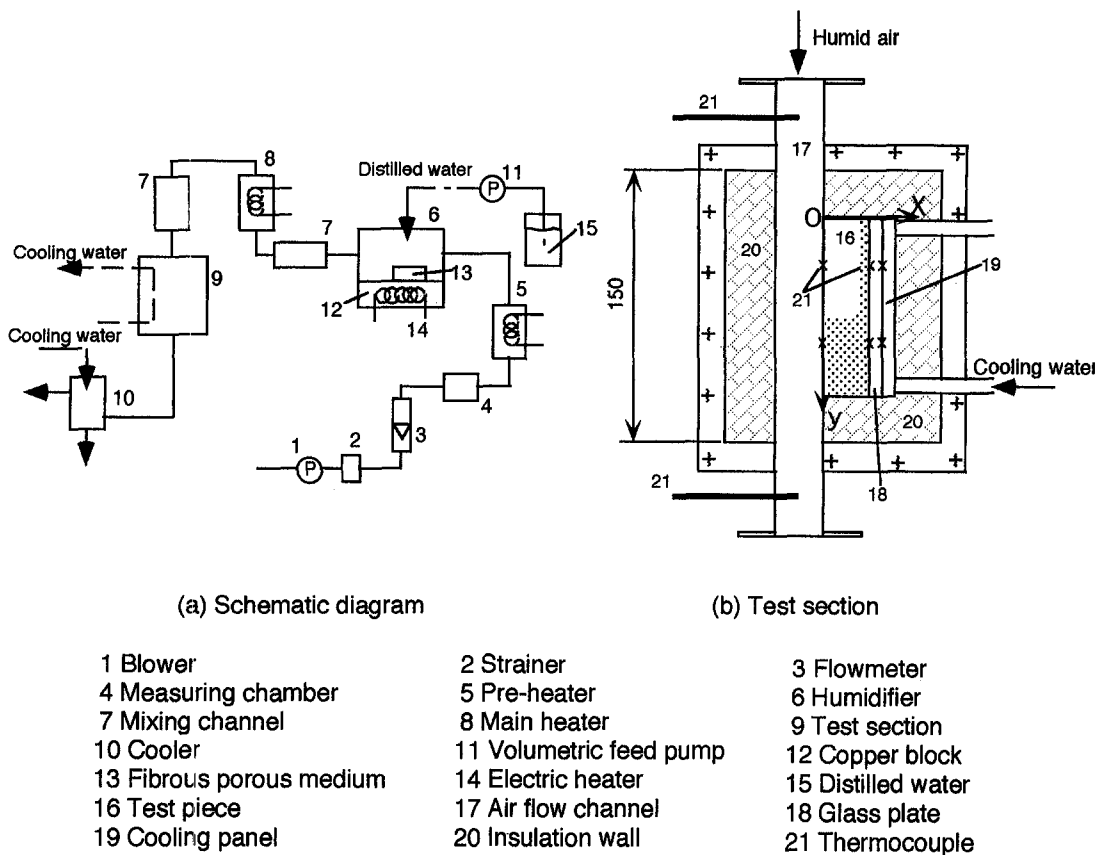 Humid air
21
17
8
7
Distilled water
11
P
6
7
15
13
12
14
5
Cooling water
9
Cooling water
10
4
3
1
2
P
O
X
16
20
150
21
19
Cooling water
y
20
18
21
(a) Schematic diagram
(b) Test section
1 Blower
2 Strainer
3 Flowmeter
4 Measuring chamber
5 Pre-heater
6 Humidifier
7 Mixing channel
8 Main heater
9 Test section
10 Cooler
11 Volumetric feed pump
12 Copper block
13 Fibrous porous medium
14 Electric heater
15 Distilled water
16 Test piece
17 Air flow channel
18 Glass plate
19 Cooling panel
20 Insulation wall
21 Thermocouple